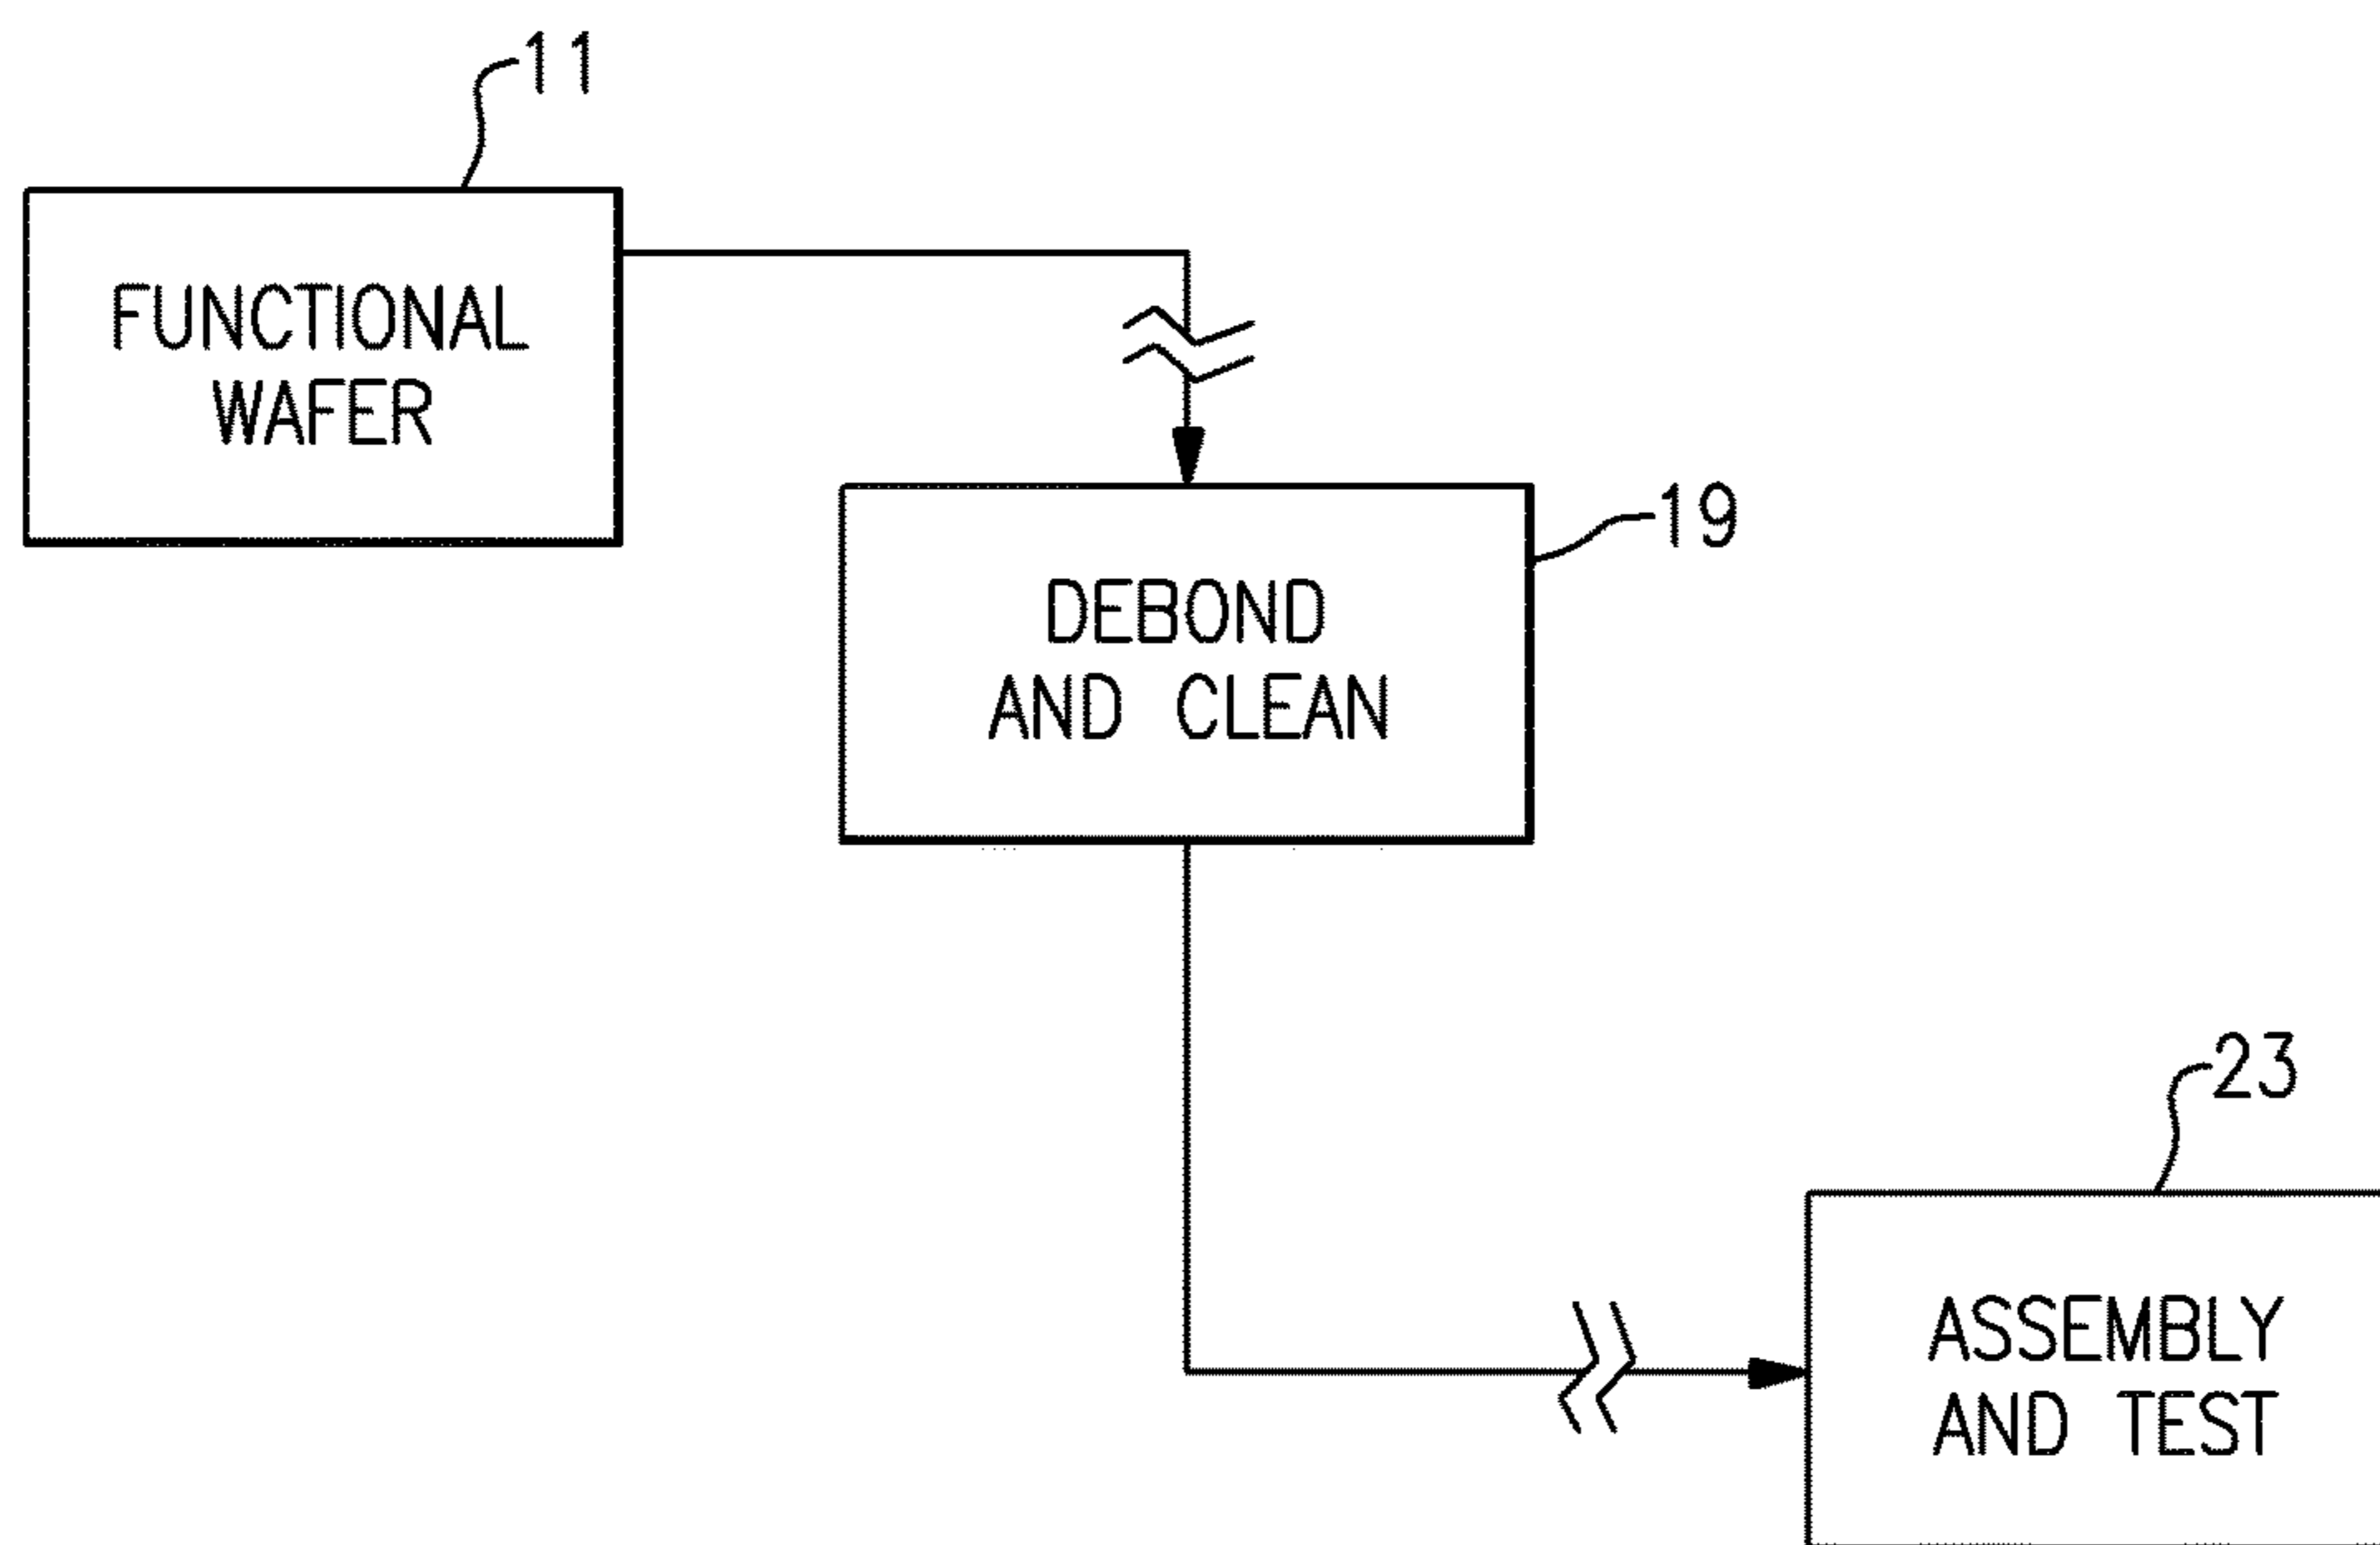 11
FUNCTIONAL
WAFER
19
DEBOND
AND CLEAN
23
ASSEMBLY
AND TEST